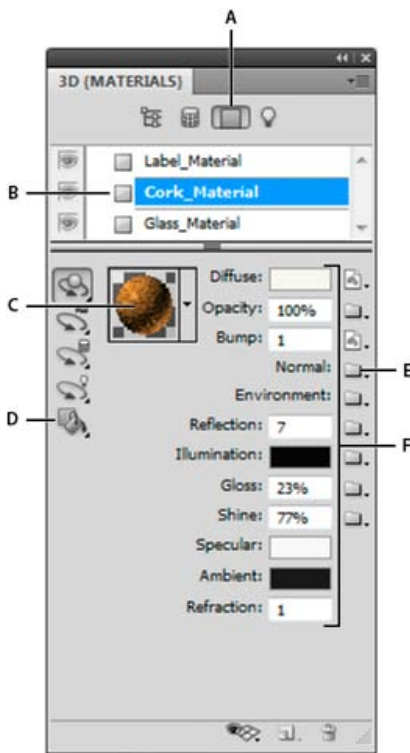 A
3D {MATERIALS}
Label_Material
B
Cork_Material
Glass_Material
C
Diffuse:
Opacity: 100%
Bump: 1
Normal:
E
Environment:
D
Reflection: 7
F
Illumination:
Gloss: 23%
Shine: 77%
Specular:
Ambient:
Refraction: 1